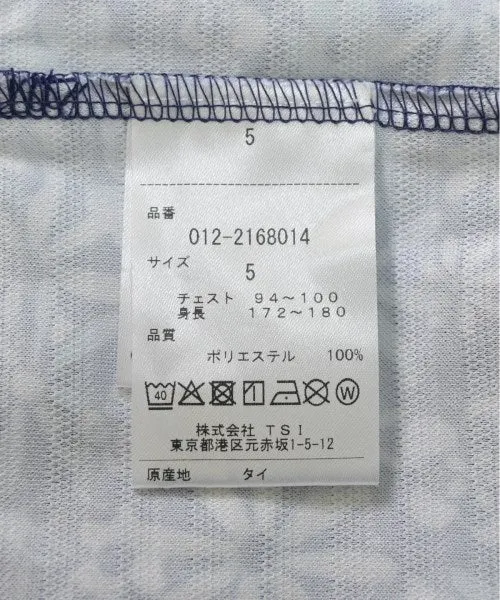 5
品番
012-2168014
サイズ
5
チェスト 94~100
身長 172~180
品質
ポリエステル 100%
40 W
株式会社 TSI
東京都港区元赤坂1-5-12
原産地 タイ